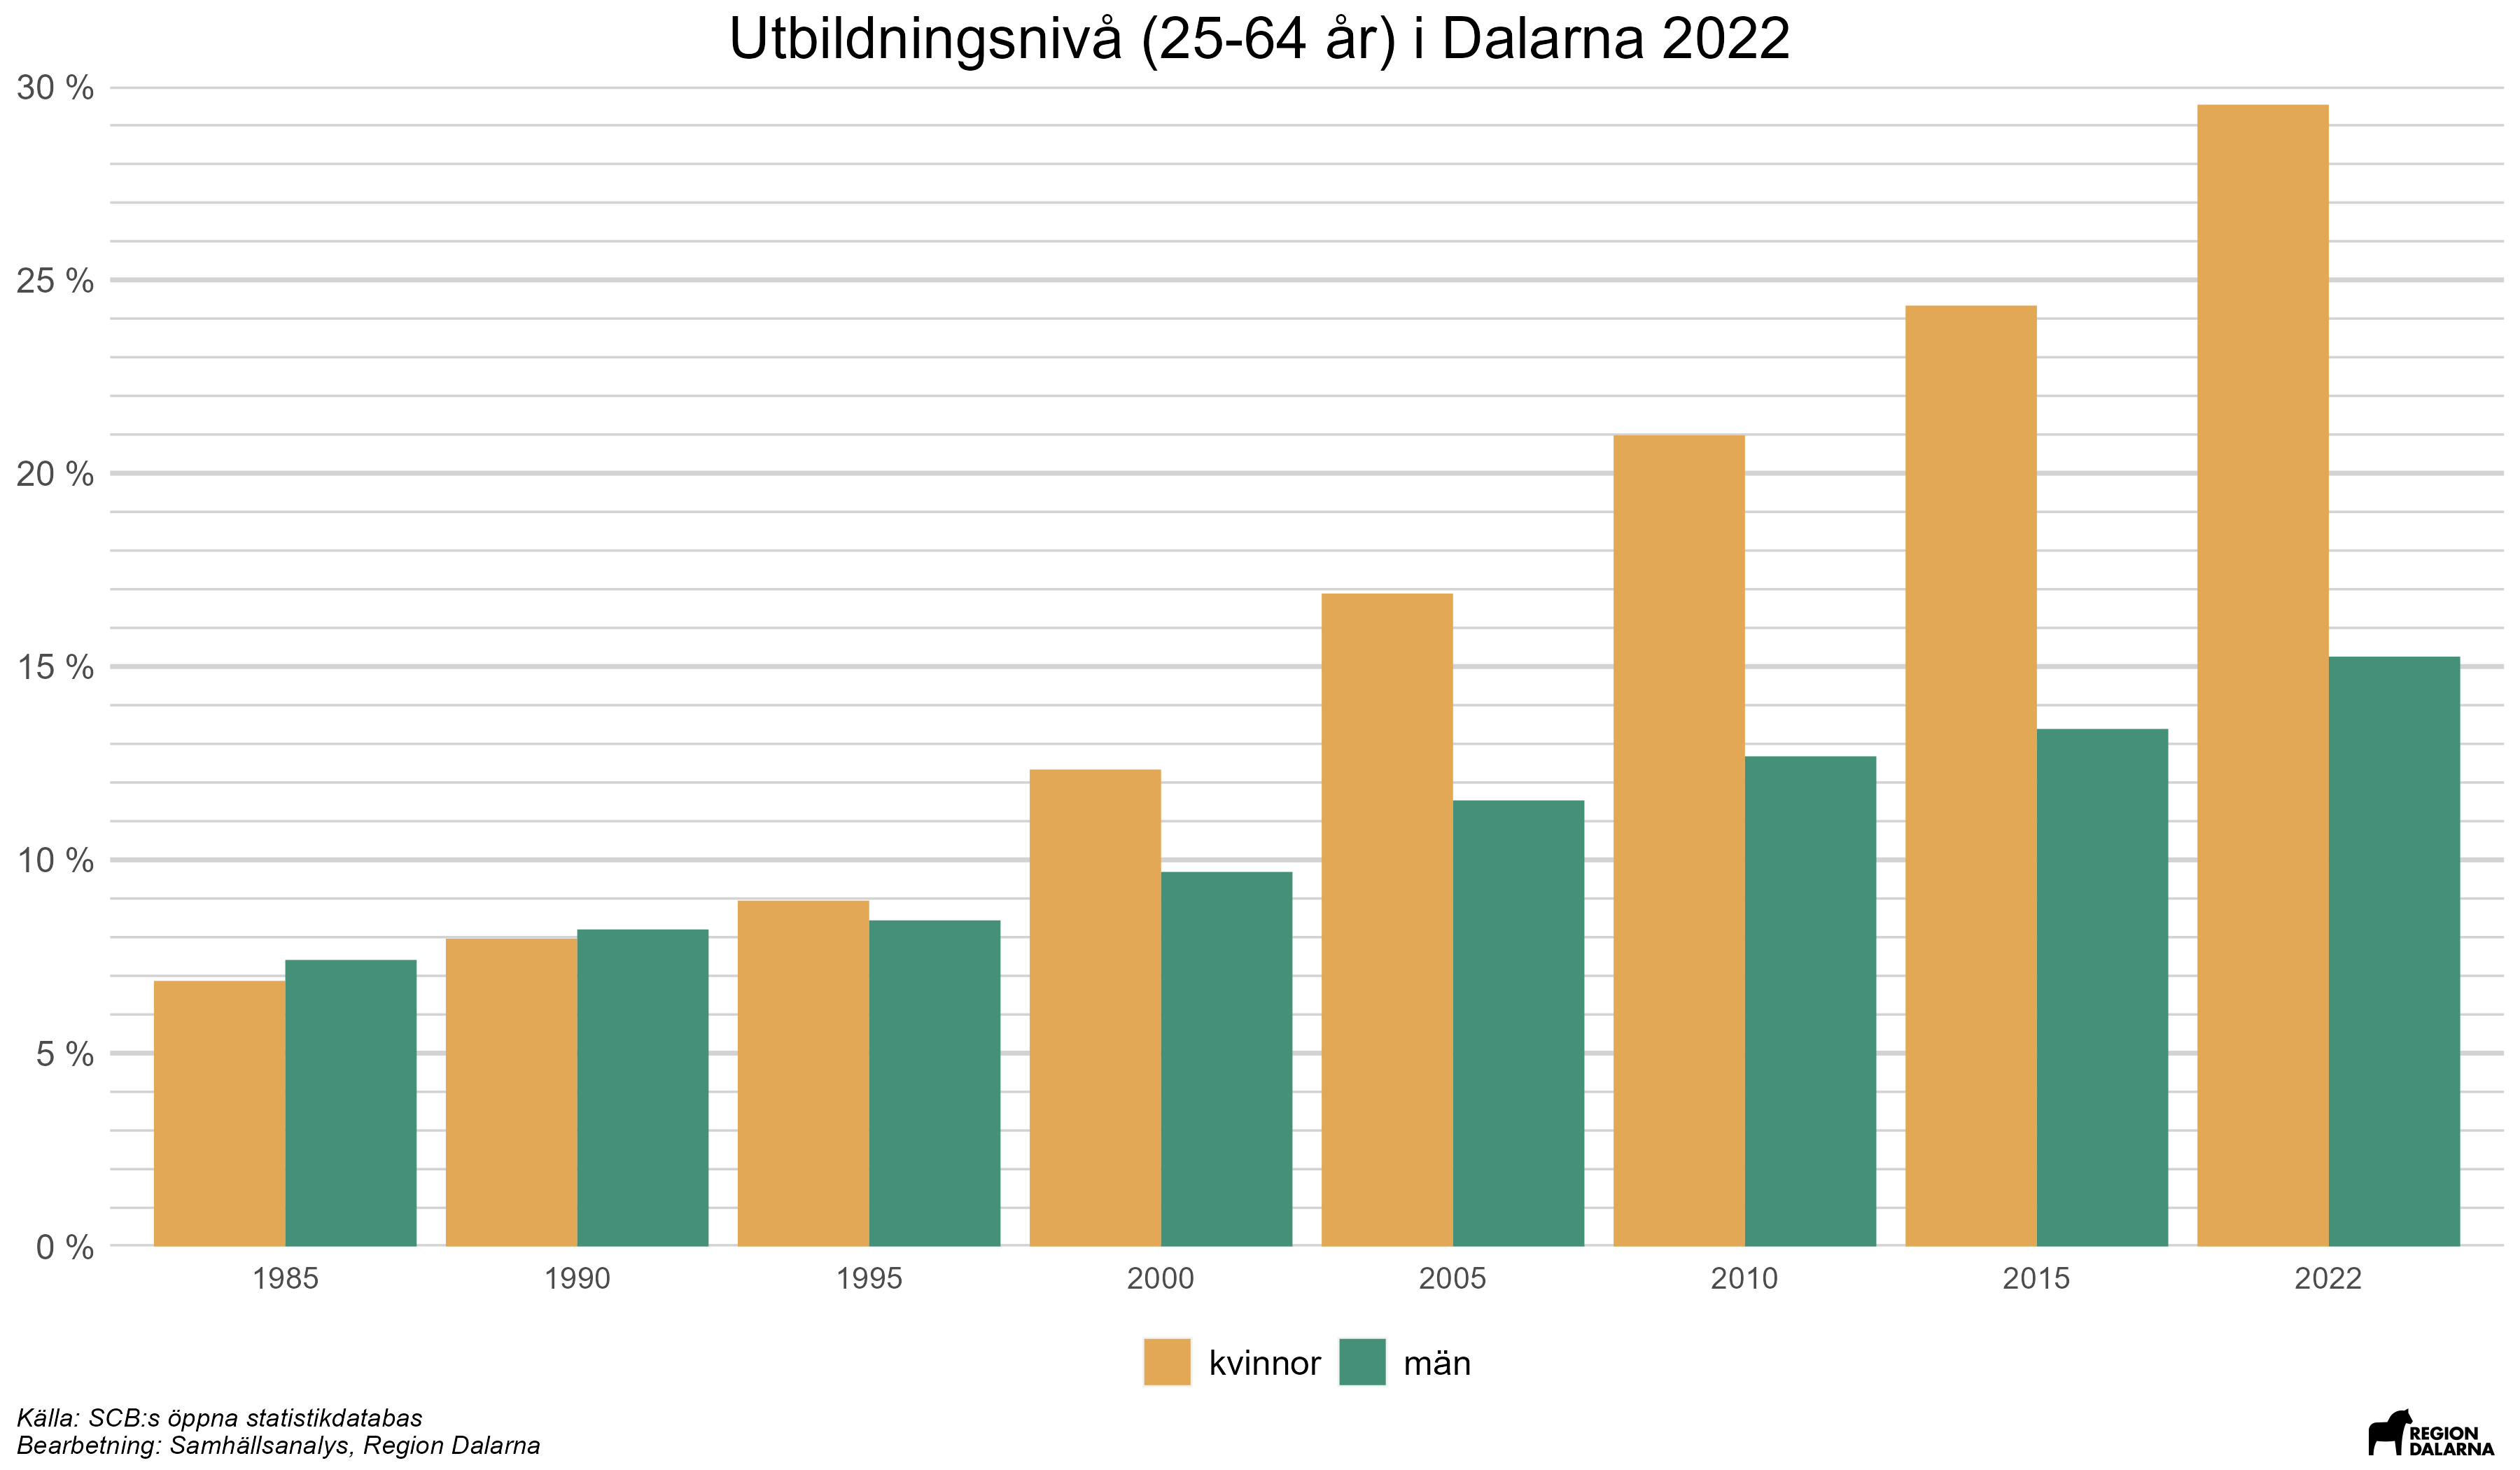 Utbildningsnivå (25-64 år) i Dalarna 2022
30 %
25 %
20 %
15 %
10 %
5 %
0 %
1985 1990 1995 2000 2005 2010 2015 2022
kvinnor män
Källa: SCB:s öppna statistikdatabas
Bearbetning: Samhällsanalys, Region Dalarna
REGION
DALARNA